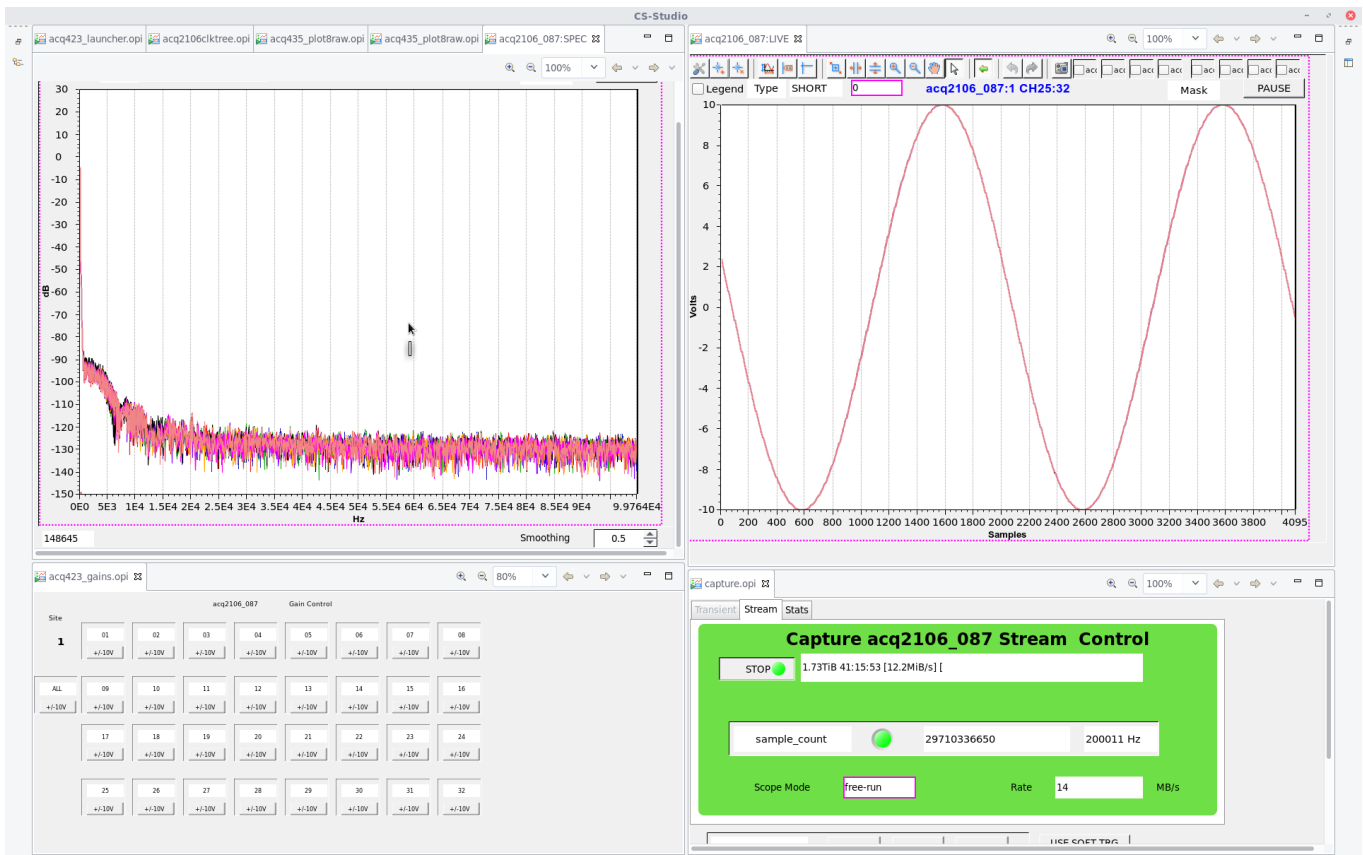 CS-Studio
acq423_launcher.opi acq2106clktree.opi acq435_plot8raw.opi acq435_plot8raw.opi acq2106_087:SPEC
100%
30
20
10
0
-10
-20
-30
-40
-50
-60
-70
-80
-90
-100
-110
-120
-130
-140
-150
dB
0E0 5E3 1E4 1.5E4 2E4 2.5E4 3E4 3.5E4 4E4 4.5E4 5E4 5.5E4 6E4 6.5E4 7E4 7.5E4 8E4 8.5E4 9E4 9.9764E4
Hz
148645 Smoothing 0.5
acq2106_087:LIVE
100%
Legend Type SHORT 0 acq2106_087:1 CH25:32 Mask PAUSE
10
8
6
4
2
0
-2
-4
-6
-8
-10
Volts
0 200 400 600 800 1000 1200 1400 1600 1800 2000 2200 2400 2600 2800 3000 3200 3400 3600 3800 4095
Samples
acq423_gains.opi
80%
acq2106_087 Gain Control
Site
1 01 02 03 04 05 06 07 08
+/-10V +/-10V +/-10V +/-10V +/-10V +/-10V +/-10V +/-10V
ALL 09 10 11 12 13 14 15 16
+/-10V +/-10V +/-10V +/-10V +/-10V +/-10V +/-10V +/-10V +/-10V
17 18 19 20 21 22 23 24
+/-10V +/-10V +/-10V +/-10V +/-10V +/-10V +/-10V +/-10V
25 26 27 28 29 30 31 32
+/-10V +/-10V +/-10V +/-10V +/-10V +/-10V +/-10V +/-10V
capture.opi
100%
Transient Stream Stats
Capture acq2106_087 Stream Control
STOP 1.73TiB 41:15:53 [12.2MiB/s] [
sample_count 29710336650 200011 Hz
Scope Mode free-run Rate 14 MB/s
USE SOFT TRG